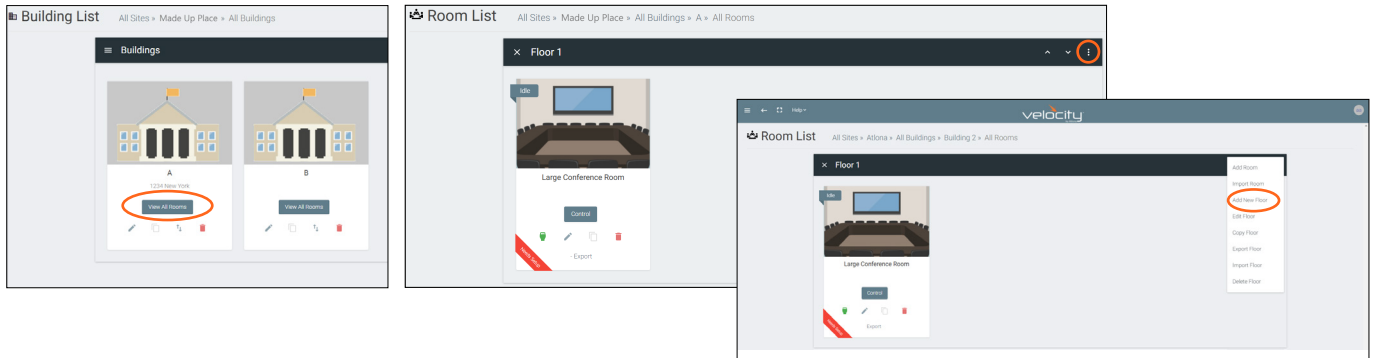 Building List All Sites » Made Up Place » All Buildings
Buildings
A
1234 New York
View All Rooms
B
View All Rooms
Room List All Sites » Made Up Place » All Buildings » A » All Rooms
Floor 1
Idle
Large Conference Room
Control
Needs Setup
- Export
Help
velocity
Room List All Sites » Atlona » All Buildings » Building 2 » All Rooms
Floor 1
Idle
Large Conference Room
Control
Needs Setup
Export
Add Room
Import Room
Add New Floor
Edit Floor
Copy Floor
Export Floor
Import Floor
Delete Floor